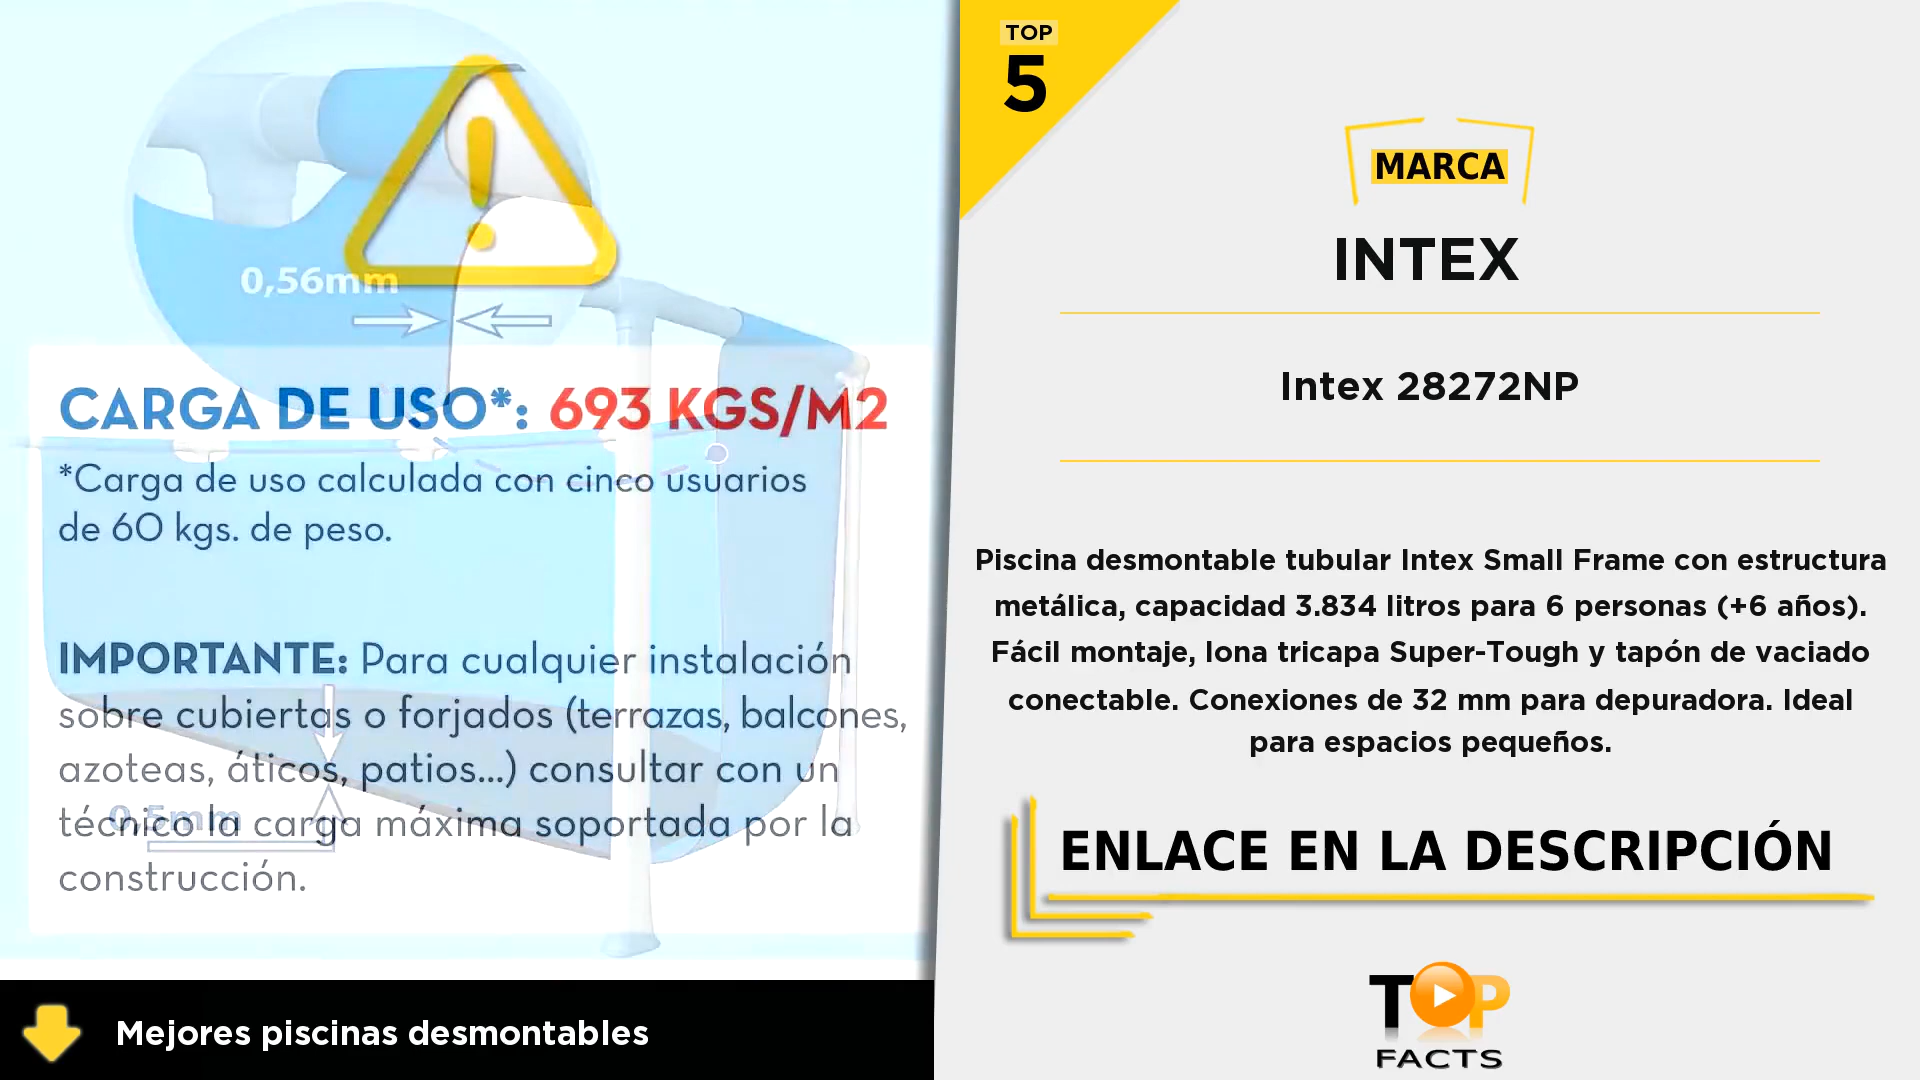 0,56mm
CARGA DE USO*: 693 KGS/M2
*Carga de uso calculada con cinco usuarios
de 60 kgs. de peso.
IMPORTANTE: Para cualquier instalación
sobre cubiertas o forjados (terrazas, balcones,
azoteas, áticos, patios...) consultar con un
técnico la carga máxima soportada por la
construcción.
0,5mm
Mejores piscinas desmontables
TOP
5
MARCA
INTEX
Intex 28272NP
Piscina desmontable tubular Intex Small Frame con estructura
metálica, capacidad 3.834 litros para 6 personas (+6 años).
Fácil montaje, lona tricapa Super-Tough y tapón de vaciado
conectable. Conexiones de 32 mm para depuradora. Ideal
para espacios pequeños.
ENLACE EN LA DESCRIPCIÓN
TOP
FACTS